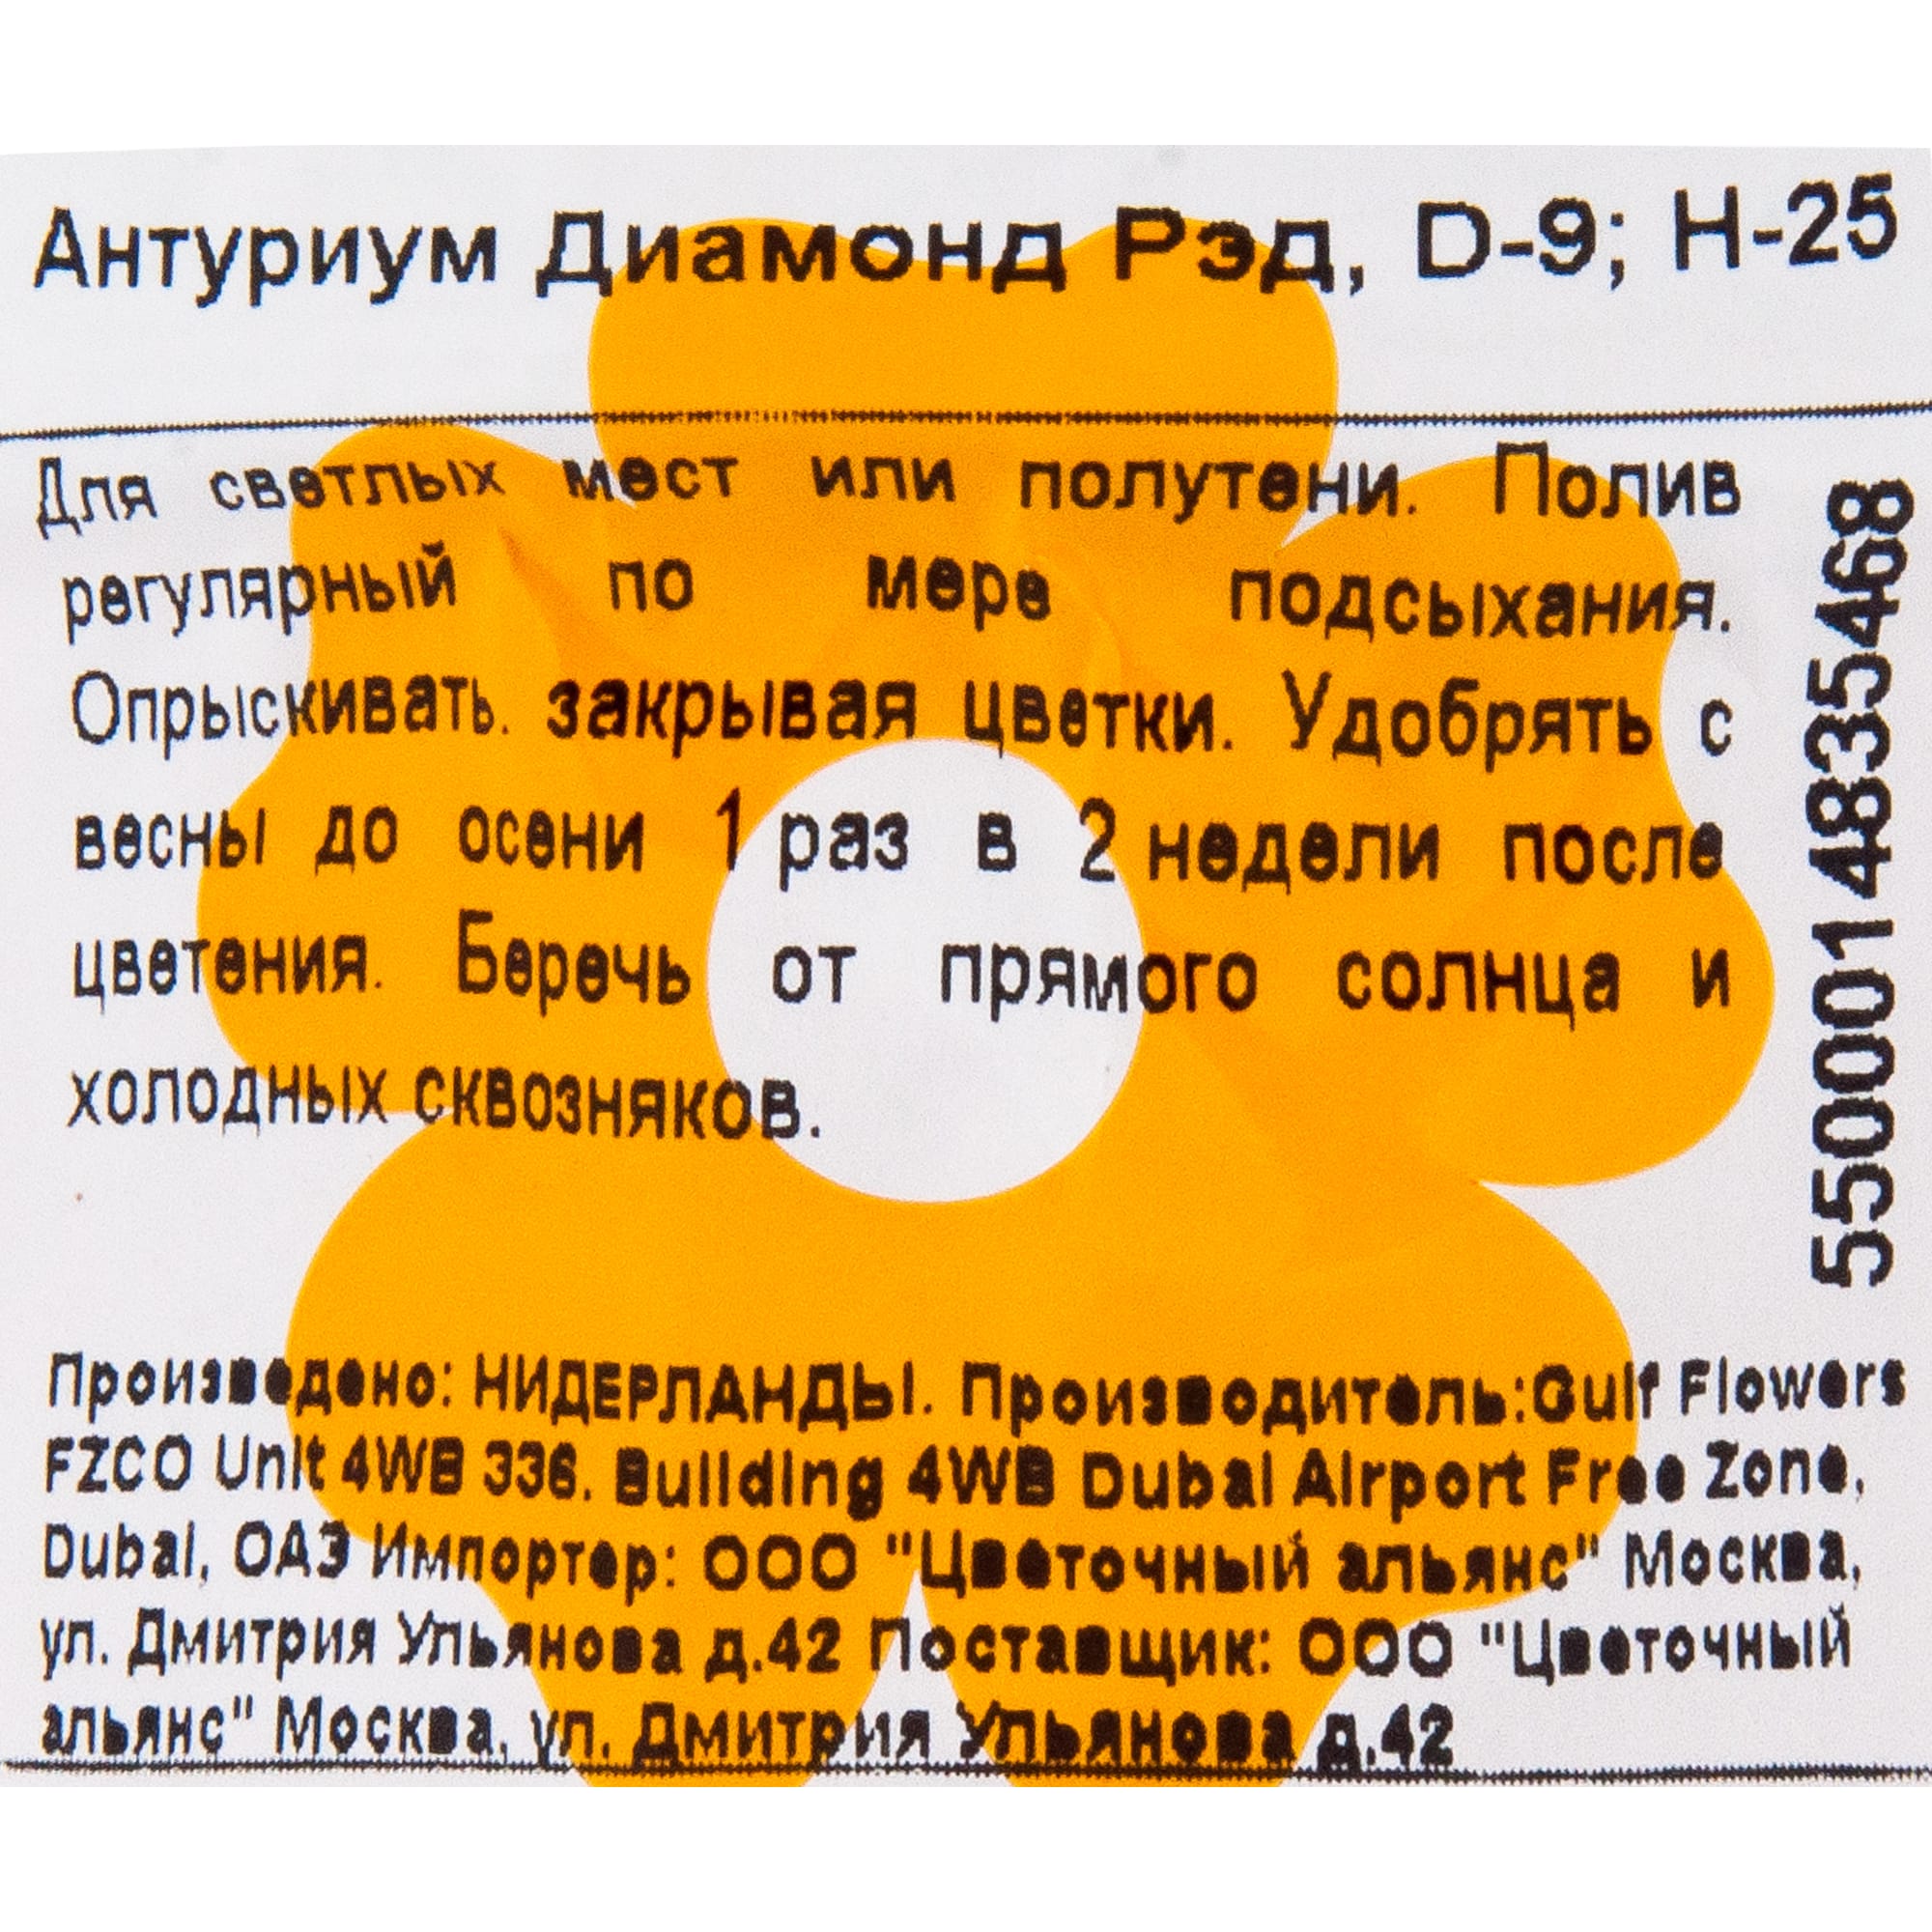 Антуриум Диамонд Рэд, D-9; H-25
Для светлых мест или полутени. Полив
регулярный по мере подсыхания.
Опрыскивать. закрывая цветки. Удобрять с
весны до осени 1 раз в 2 недели после
цветения. Беречь от прямого солнца и
холодных сквозняков.
5500014835468
Произведено: НИДЕРЛАНДЫ. Производитель:Gulf Flowers
FZCO Unit 4WB 336. Building 4WB Dubai Airport Free Zone,
Dubai, ОАЭ Импортер: ООО "Цветочный альянс" Москва,
ул. Дмитрия Ульянова д.42 Поставщик: ООО "Цветочный
альянс" Москва, ул. Дмитрия Ульянова д.42